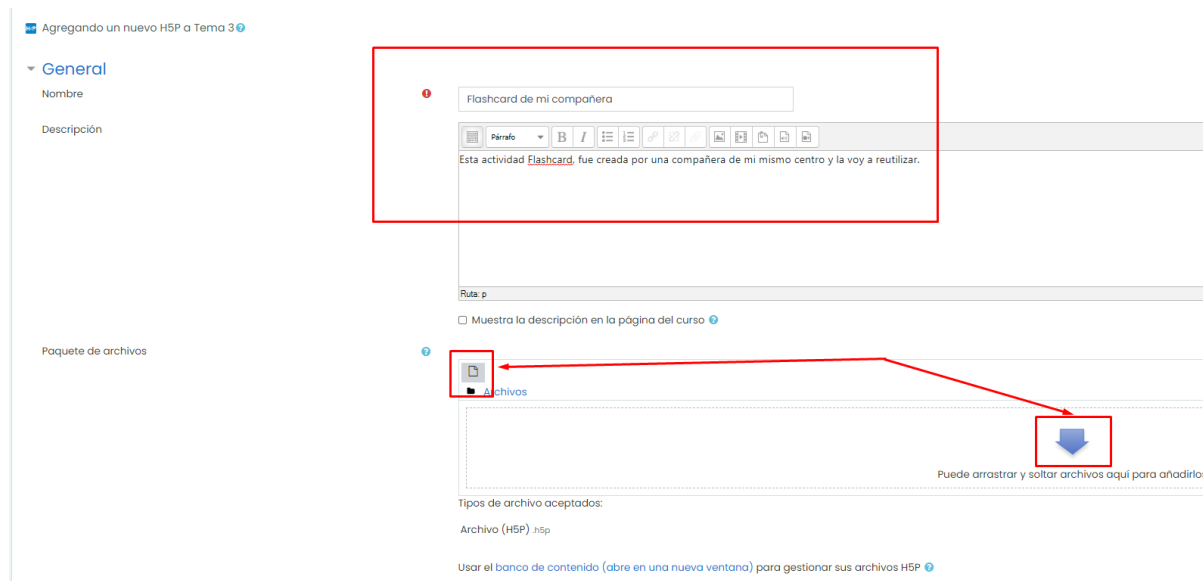 H-P Agregando un nuevo H5P a Tema 3
General
Nombre
Flashcard de mi compañera
Descripción
Párrafo
B I
Esta actividad Flashcard, fue creada por una compañera de mi mismo centro y la voy a reutilizar.
Ruta: p
Muestra la descripción en la página del curso
Paquete de archivos
Archivos
Puede arrastrar y soltar archivos aquí para añadirlos
Tipos de archivo aceptados:
Archivo (H5P) .h5p
Usar el banco de contenido (abre en una nueva ventana) para gestionar sus archivos H5P